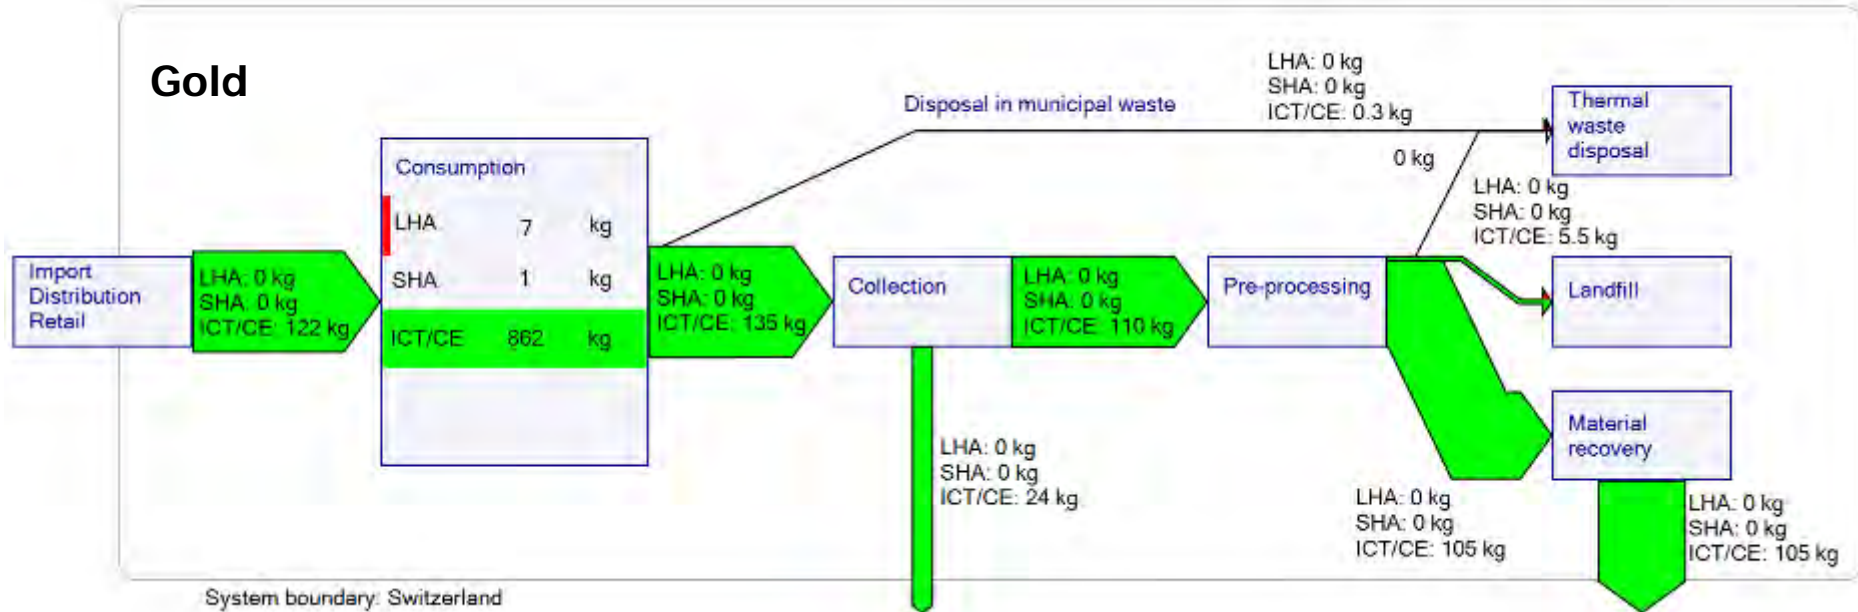 Gold
Import
Distribution
Retail
LHA: 0 kg
SHA: 0 kg
ICT/CE: 122 kg
Consumption
LHA 7 kg
SHA 1 kg
ICT/CE 862 kg
LHA: 0 kg
SHA: 0 kg
ICT/CE: 135 kg
Disposal in municipal waste
LHA: 0 kg
SHA: 0 kg
ICT/CE: 0.3 kg
Thermal
waste
disposal
Collection
LHA: 0 kg
SHA: 0 kg
ICT/CE: 110 kg
Pre-processing
0 kg
LHA: 0 kg
SHA: 0 kg
ICT/CE: 5.5 kg
Landfill
LHA: 0 kg
SHA: 0 kg
ICT/CE: 24 kg
LHA: 0 kg
SHA: 0 kg
ICT/CE: 105 kg
Material
recovery
LHA: 0 kg
SHA: 0 kg
ICT/CE: 105 kg
System boundary: Switzerland